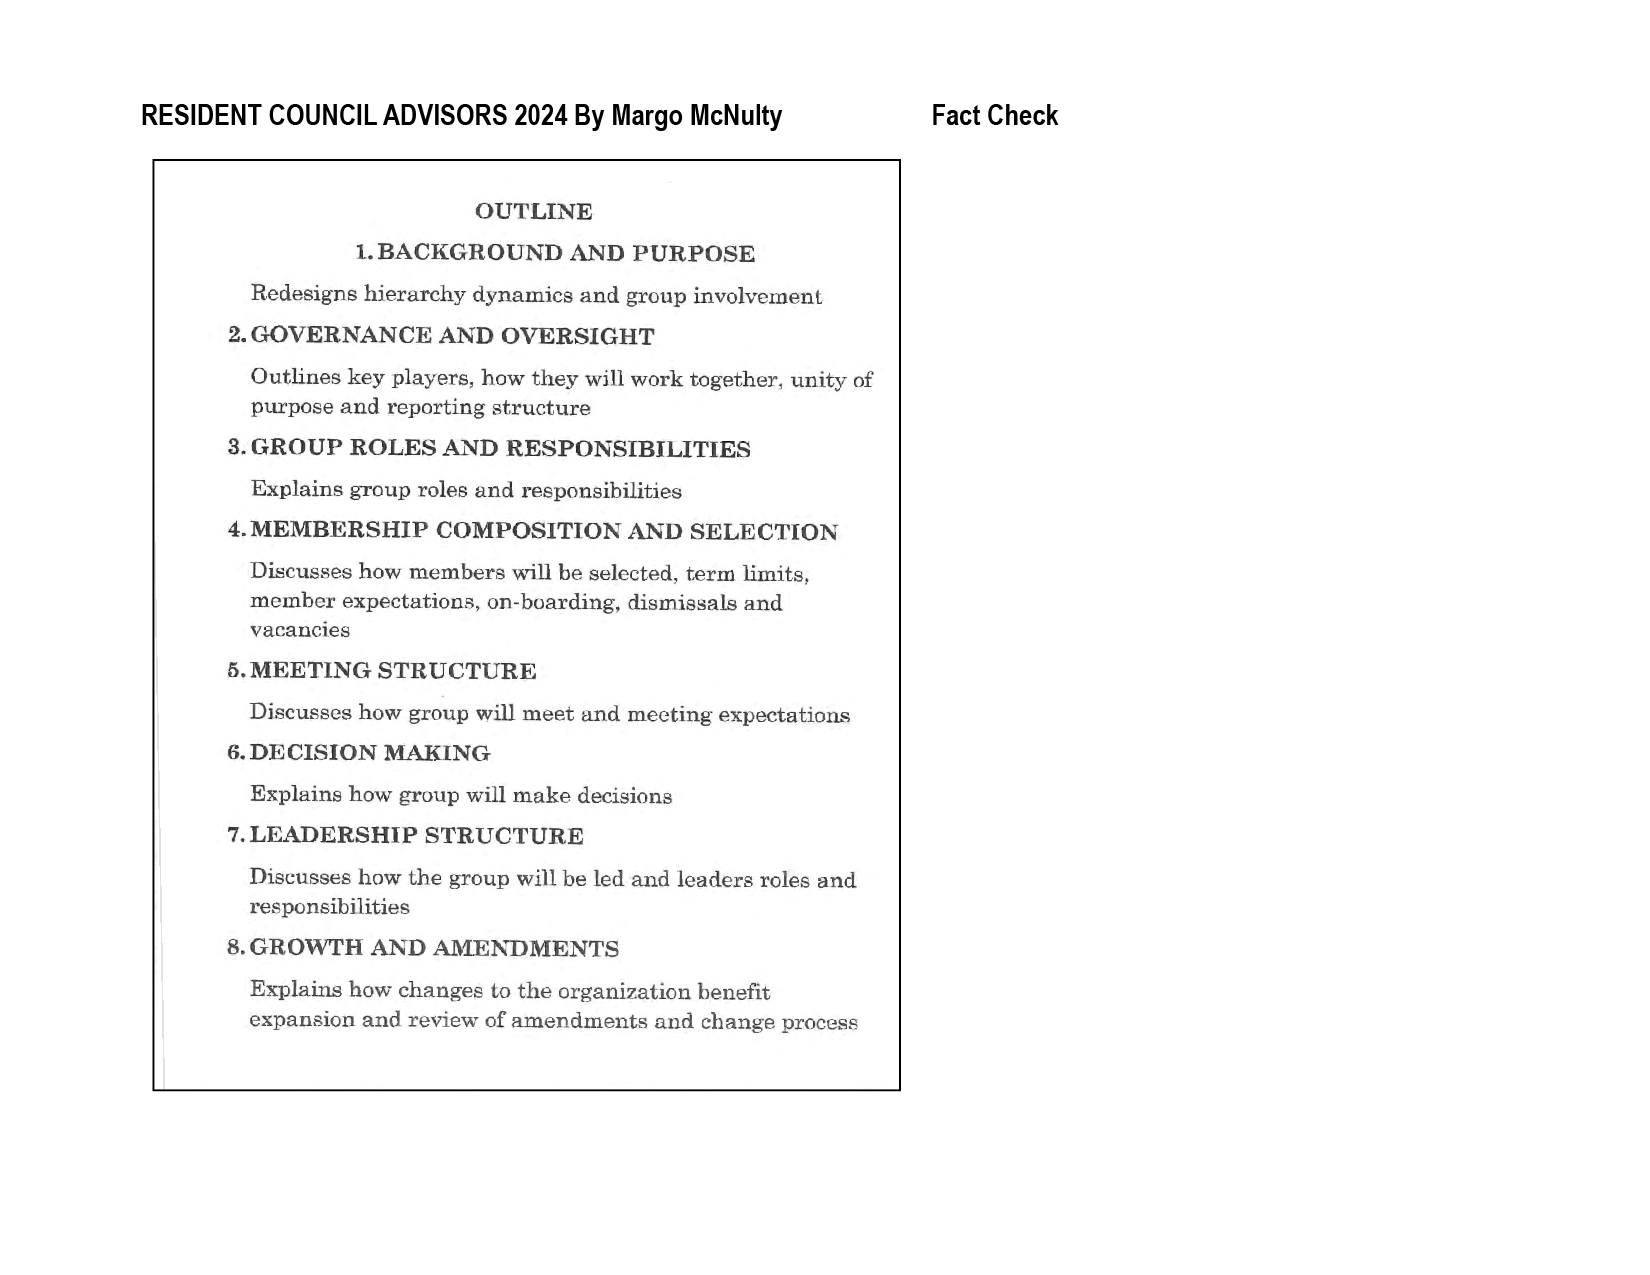 RESIDENT COUNCIL ADVISORS 2024 By Margo McNulty
Fact Check
OUTLINE
1. BACKGROUND AND PURPOSE
Redesigns hierarchy dynamics and group involvement
2. GOVERNANCE AND OVERSIGHT
Outlines key players, how they will work together, unity of
purpose and reporting structure
3. GROUP ROLES AND RESPONSIBILITIES
Explains group roles and responsibilities
4. MEMBERSHIP COMPOSITION AND SELECTION
Discusses how members will be selected, term limits,
member expectations, on-boarding, dismissals and
vacancies
5. MEETING STRUCTURE
Discusses how group will meet and meeting expectations
6. DECISION MAKING
Explains how group will make decisions
7. LEADERSHIP STRUCTURE
Discusses how the group will be led and leaders roles and
responsibilities
8. GROWTH AND AMENDMENTS
Explains how changes to the organization benefit
expansion and review of amendments and change process